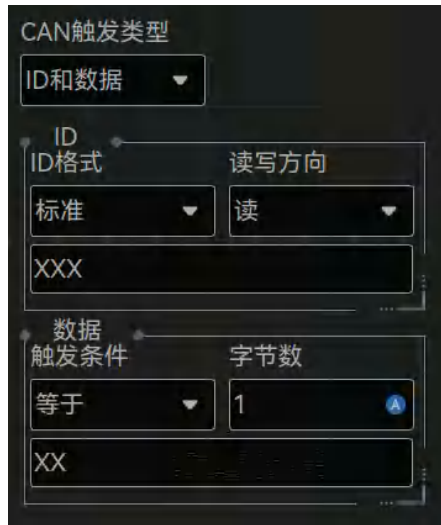 CAN触发类型
ID和数据
ID
ID格式 读写方向
标准 读
XXX
数据
触发条件 字节数
等于 1 A
XX